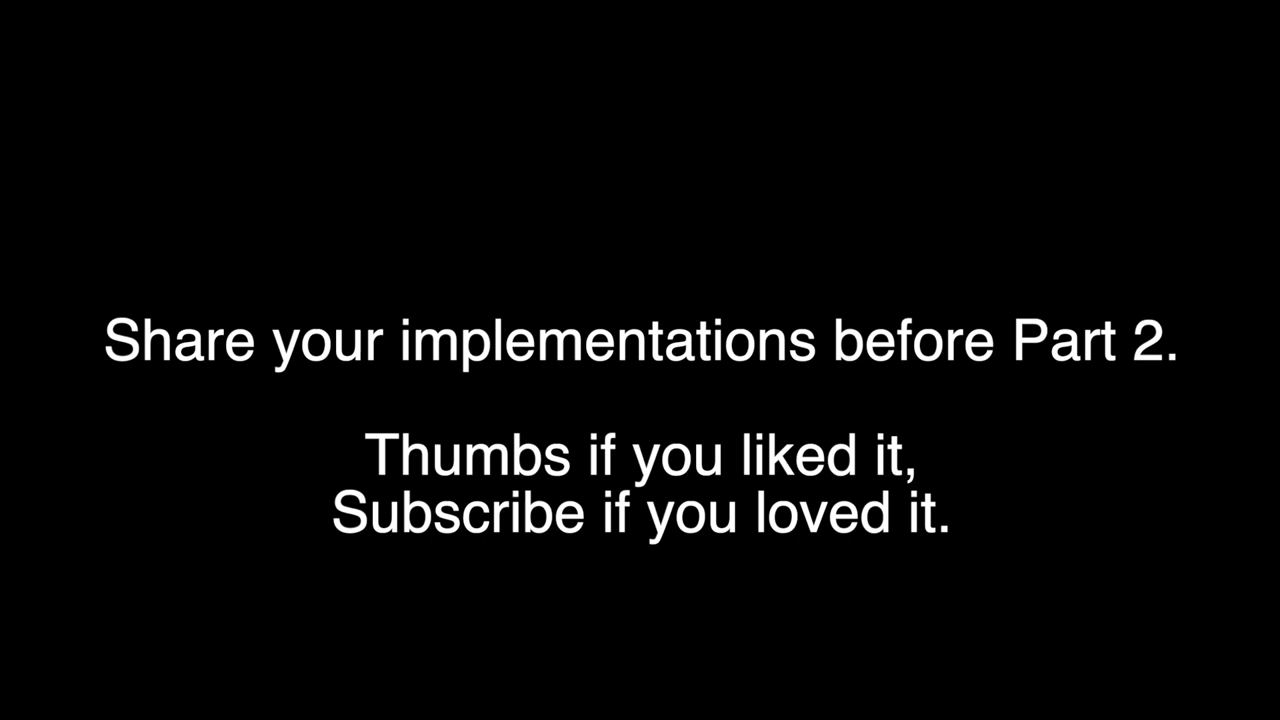 Share your implementations before Part 2.
Thumbs if you liked it,
Subscribe if you loved it.